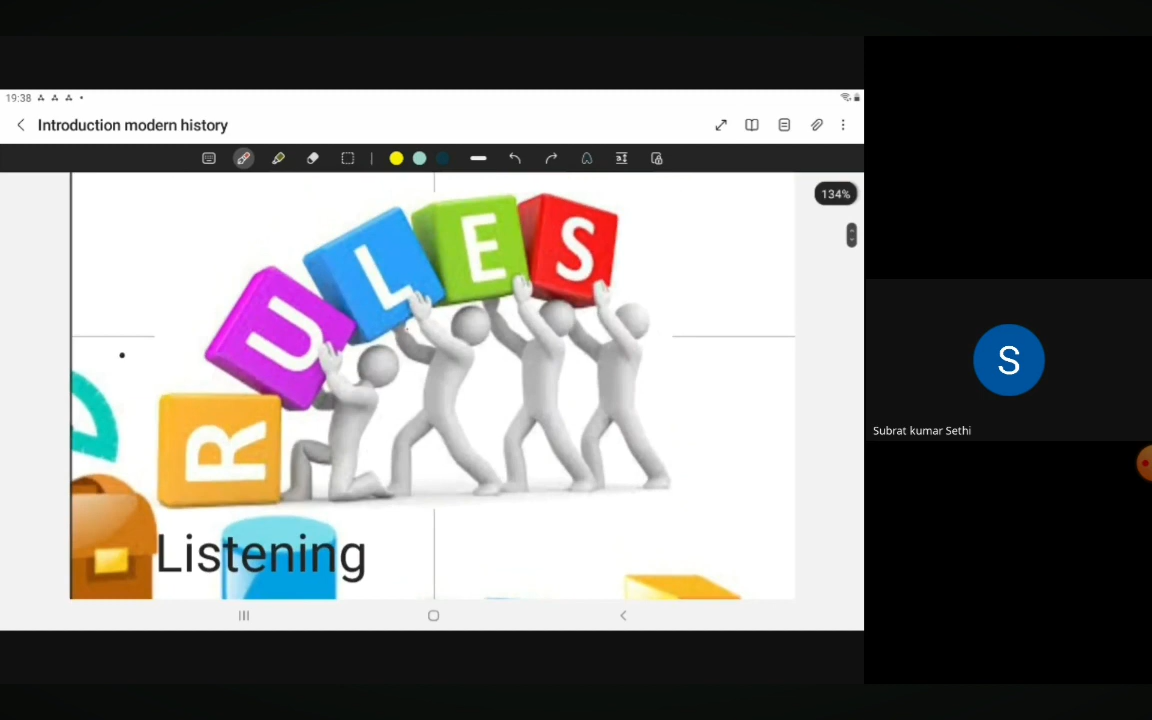 19:38
Introduction modern history
134%
RULES
Listening
S
Subrat kumar Sethi